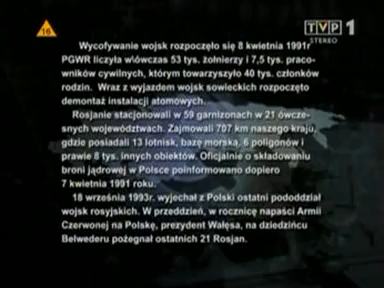 16
TVP 1
STEREO
Wycofywanie wojsk rozpoczęło się 8 kwietnia 1991r
PGWR liczyła wówczas 53 tys. żołnierzy i 7,5 tys. praco-
wników cywilnych, którym towarzyszyło 40 tys. członków
rodzin. Wraz z wyjazdem wojsk sowieckich rozpoczęto
demontaż instalacji atomowych.
Rosjanie stacjonowali w 59 garnizonach w 21 ówcze-
snych województwach. Zajmowali 707 km naszego kraju,
gdzie posiadali 13 lotnisk, bazę morską, 6 poligonów i
prawie 8 tys. innych obiektów. Oficjalnie o składowaniu
broni jądrowej w Polsce poinformowano dopiero
7 kwietnia 1991 roku.
18 września 1993r. wyjechał z Polski ostatni pododdział
wojsk rosyjskich. W przeddzień, w rocznicę napaści Armii
Czerwonej na Polskę, prezydent Wałęsa, na dziedzińcu
Belwederu pożegnał ostatnich 21 Rosjan.